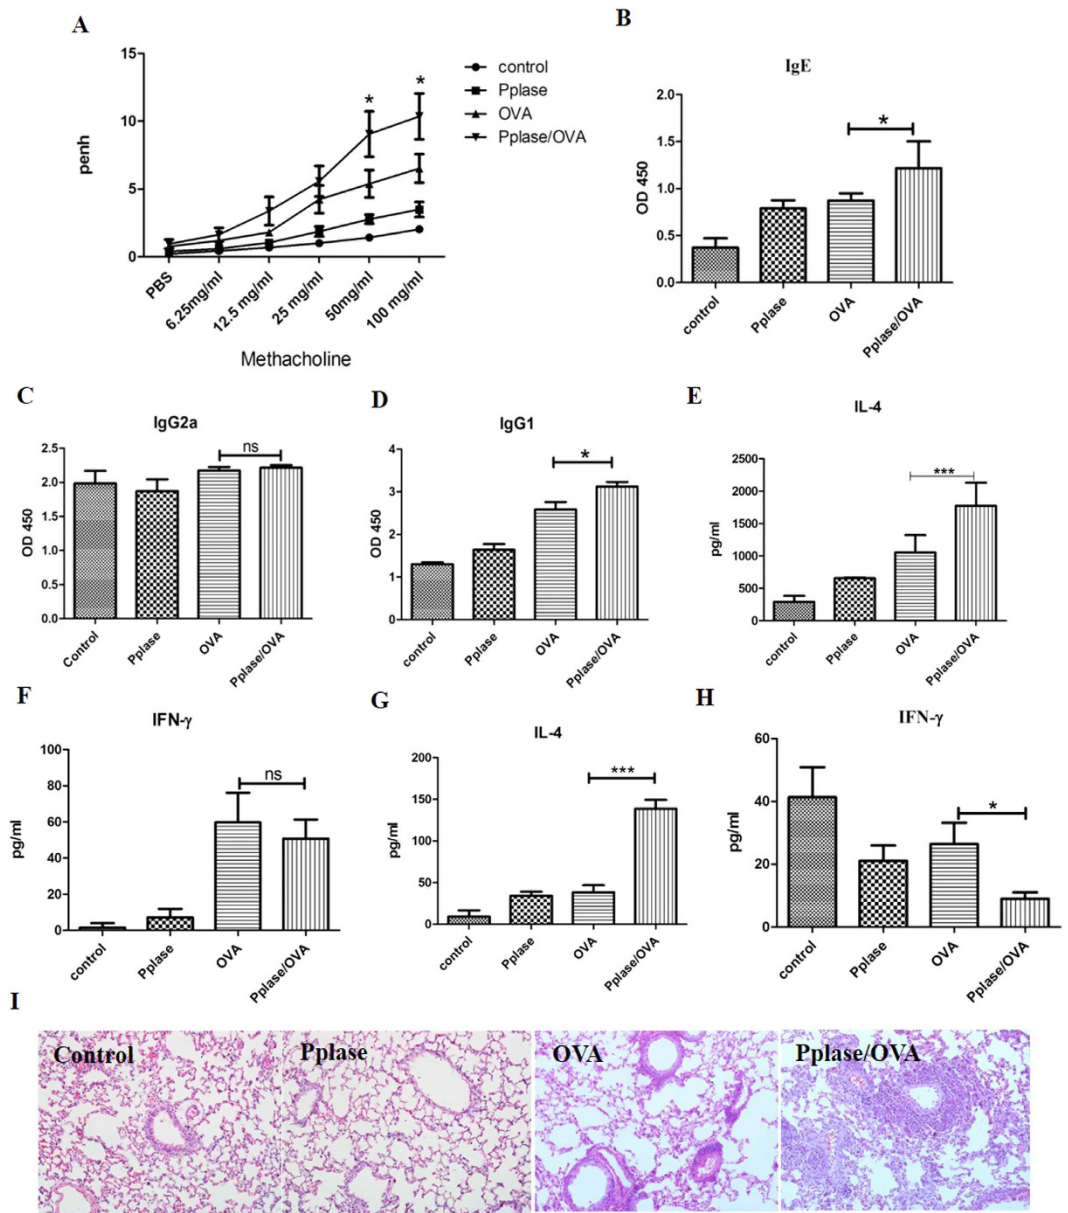 A
15
10
5
0
penh
* *
control
Pplase
OVA
Pplase/OVA
PBS
6.25mg/ml
12.5 mg/ml
25 mg/ml
50mg/ml
100 mg/ml
Methacholine
B
IgE
2.0
1.5
1.0
0.5
0.0
OD 450
*
control
Pplase
OVA
Pplase/OVA
C
IgG2a
2.5
2.0
1.5
1.0
0.5
0.0
OD 450
ns
Control
Pplase
OVA
Pplase/OVA
D
IgG1
4
3
2
1
0
OD 450
*
control
Pplase
OVA
Pplase/OVA
E
IL-4
2500
2000
1500
1000
500
0
pg/ml
***
control
Pplase
OVA
Pplase/OVA
F
IFN-γ
100
80
60
40
20
0
pg/ml
ns
control
Pplase
OVA
Pplase/OVA
G
IL-4
200
150
100
50
0
pg/ml
***
control
Pplase
OVA
Pplase/OVA
H
IFN-γ
60
40
20
0
pg/ml
*
control
Pplase
OVA
Pplase/OVA
I
Control
Pplase
OVA
Pplase/OVA